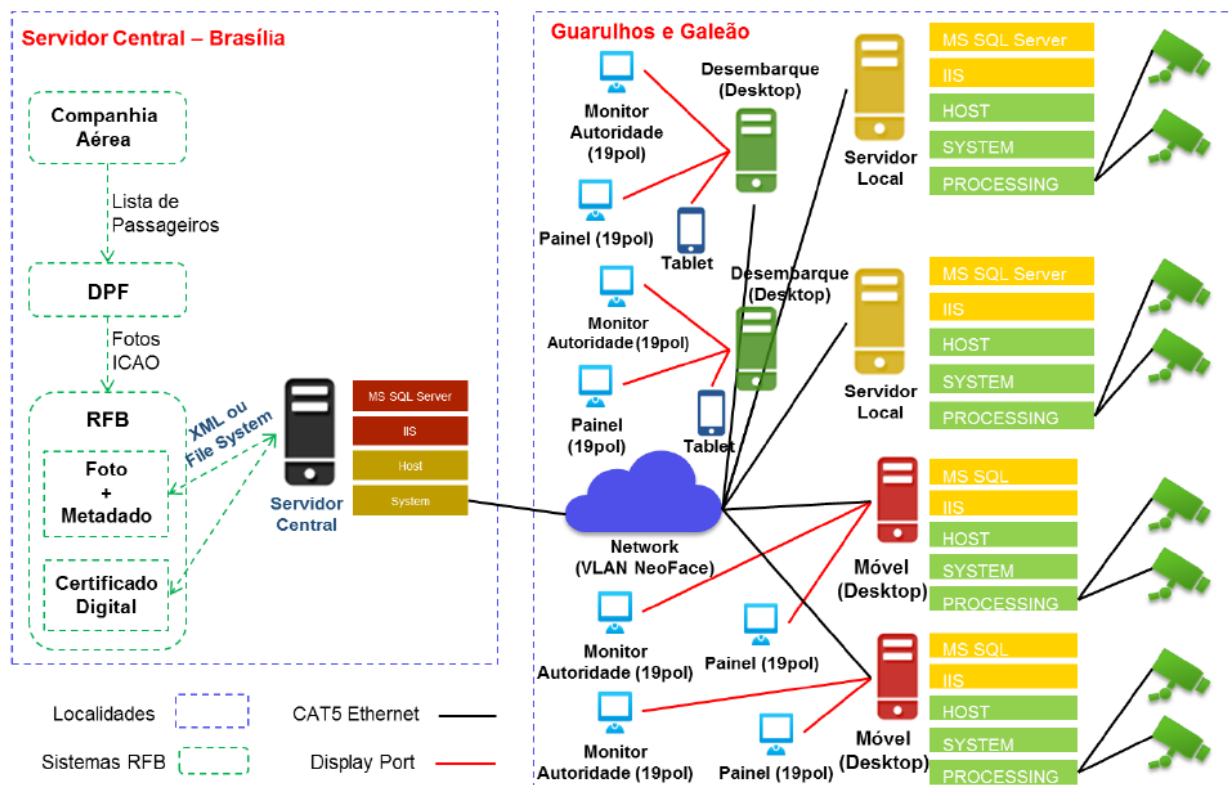 Servidor Central – Brasília
Companhia
Aérea
Lista de
Passageiros
DPF
Fotos
ICAO
RFB
XML ou
File System
Foto
+
Metadado
Certificado
Digital
Servidor
Central
MS SQL Server
IIS
Host
System
Guarulhos e Galeão
Monitor
Autoridade
(19pol)
Desembarque
(Desktop)
Painel (19pol)
Tablet
Servidor
Local
MS SQL Server
IIS
HOST
SYSTEM
PROCESSING
Desembarque
(Desktop)
Monitor
Autoridade (19pol)
Painel
(19pol)
Tablet
Servidor
Local
MS SQL Server
IIS
HOST
SYSTEM
PROCESSING
Network
(VLAN NeoFace)
Móvel
(Desktop)
MS SQL
IIS
HOST
SYSTEM
PROCESSING
Monitor
Autoridade (19pol)
Painel (19pol)
Móvel
(Desktop)
MS SQL
IIS
HOST
SYSTEM
PROCESSING
Monitor
Autoridade (19pol)
Painel (19pol)
Localidades
CAT5 Ethernet
Sistemas RFB
Display Port